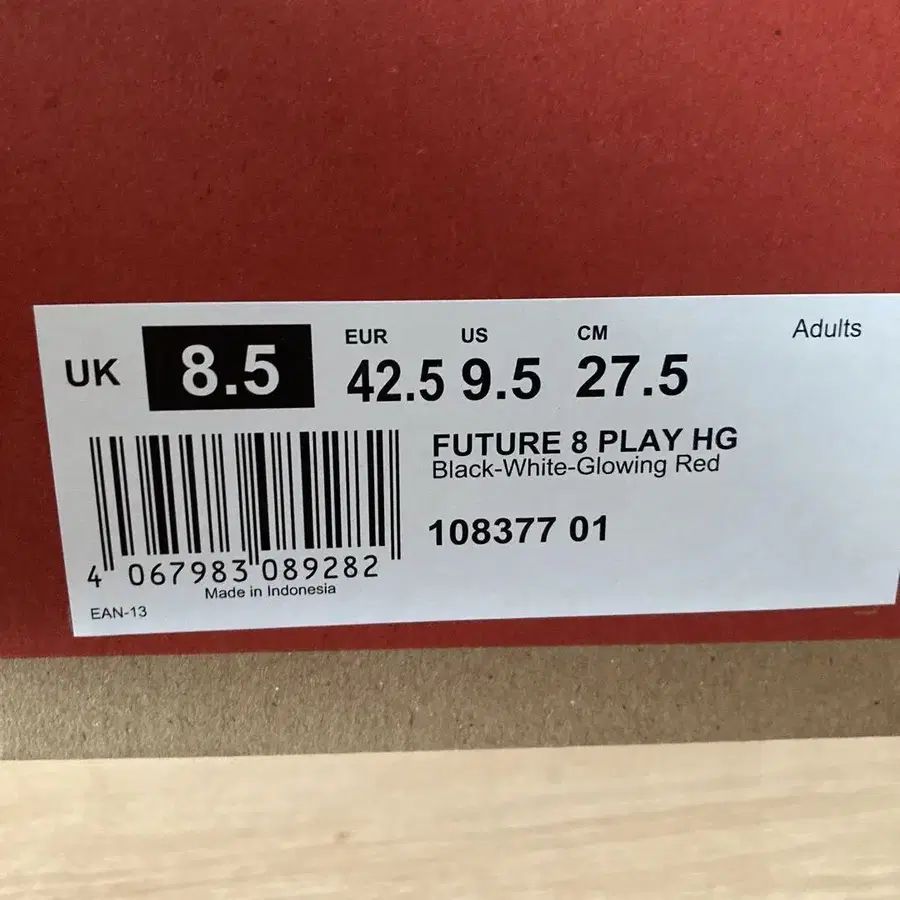 UK 8.5
EUR 42.5
US 9.5
CM 27.5
Adults
FUTURE 8 PLAY HG
Black-White-Glowing Red
108377 01
4 067983 089282
Made in Indonesia
EAN-13